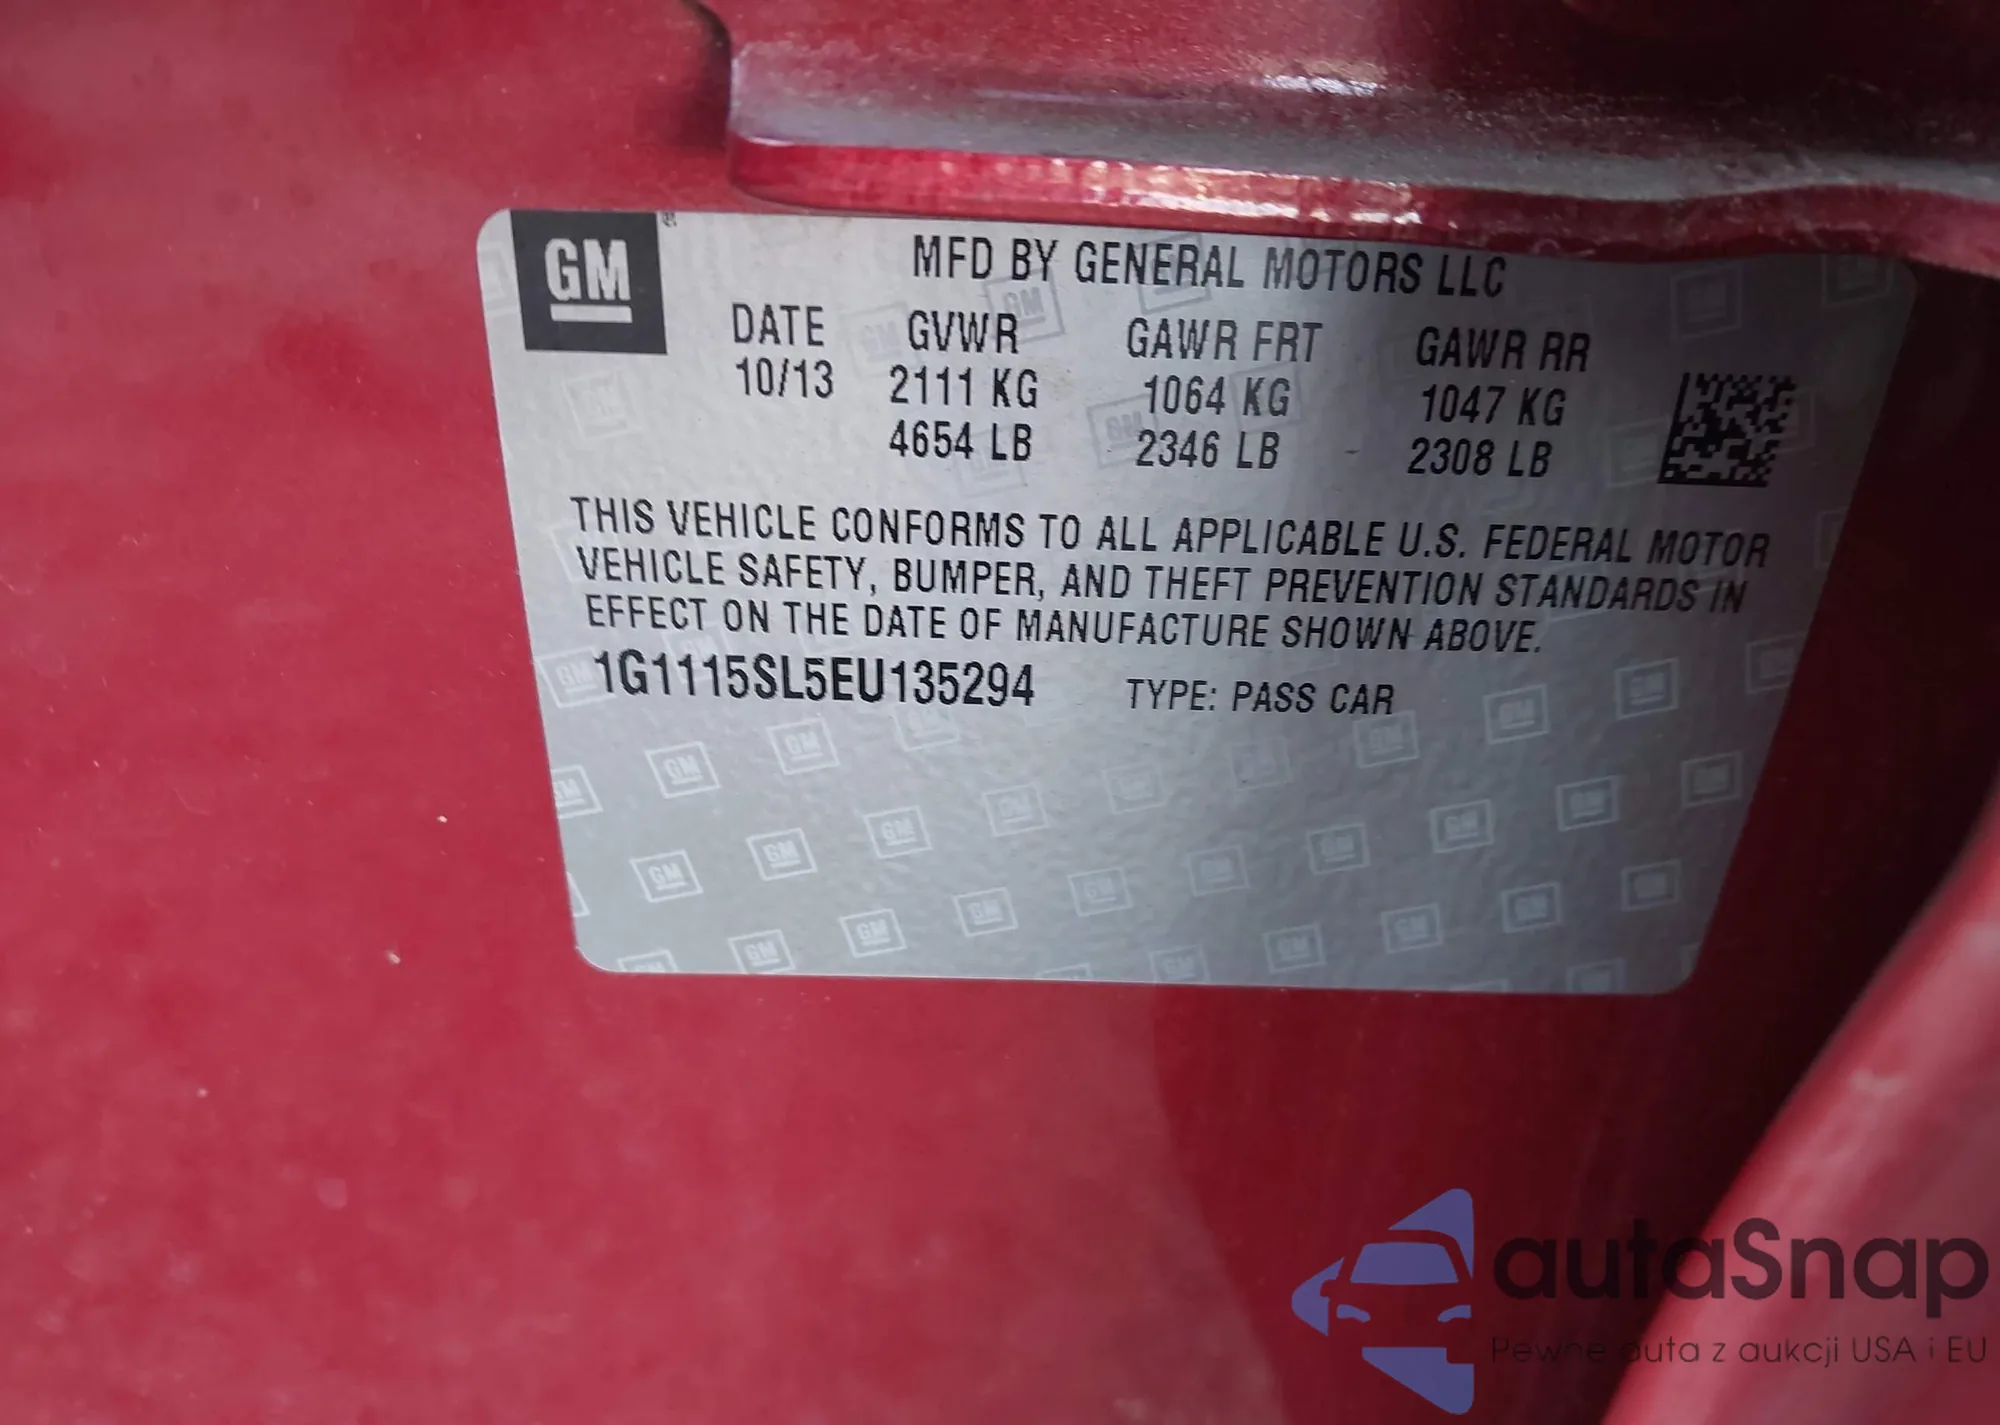 GM
MFD BY GENERAL MOTORS LLC
DATE GVWR GAWR FRT GAWR RR
10/13 2111 KG 1064 KG 1047 KG
4654 LB 2346 LB 2308 LB
THIS VEHICLE CONFORMS TO ALL APPLICABLE U.S. FEDERAL MOTOR
VEHICLE SAFETY, BUMPER, AND THEFT PREVENTION STANDARDS IN
EFFECT ON THE DATE OF MANUFACTURE SHOWN ABOVE.
1G1115SL5EU135294 TYPE: PASS CAR
autaSnap
Pewne auta z aukcji USA i EU